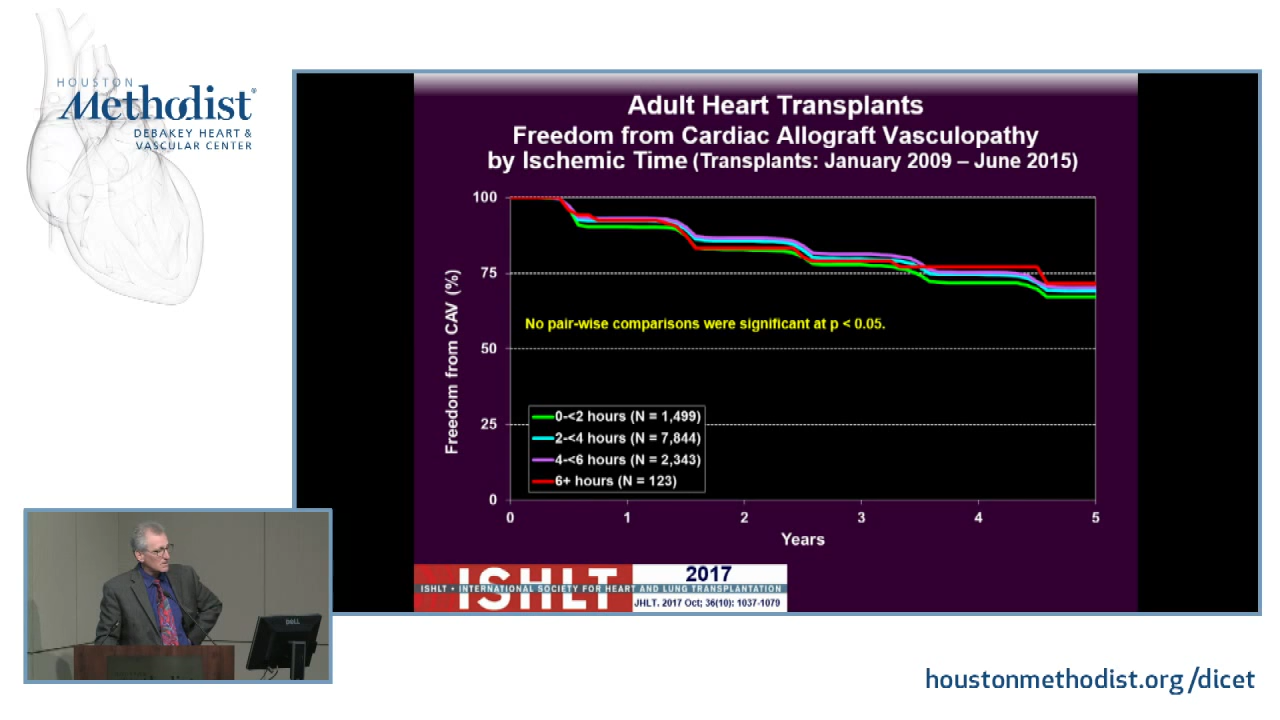 HOUSTON
Methodist®
DEBAKEY HEART &
VASCULAR CENTER
Adult Heart Transplants
Freedom from Cardiac Allograft Vasculopathy
by Ischemic Time (Transplants: January 2009 – June 2015)
Freedom from CAV (%)
100
75
50
25
0
No pair-wise comparisons were significant at p < 0.05.
0-<2 hours (N = 1,499)
2-<4 hours (N = 7,844)
4-<6 hours (N = 2,343)
6+ hours (N = 123)
0 1 2 3 4 5
Years
ISHLT
ISHLT • INTERNATIONAL SOCIETY FOR HEART AND LUNG TRANSPLANTATION
2017
JHLT. 2017 Oct; 36(10): 1037-1079
DELL
houstonmethodist.org/dicet